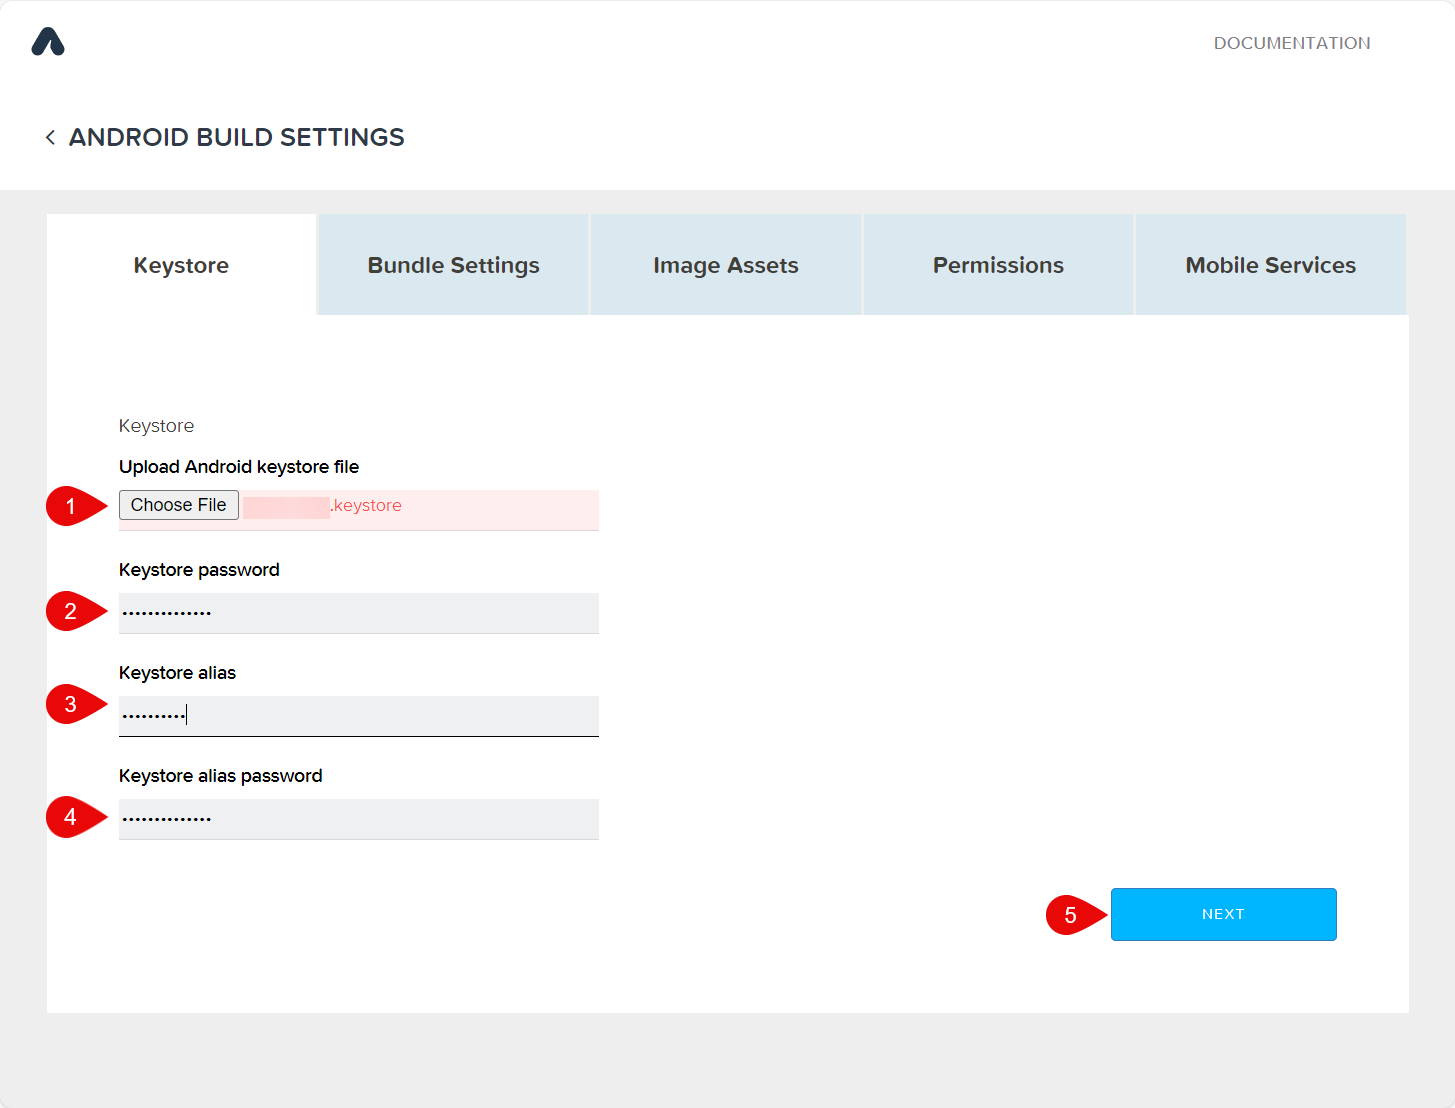 DOCUMENTATION
ANDROID BUILD SETTINGS
Keystore Bundle Settings Image Assets Permissions Mobile Services
Keystore
Upload Android keystore file
1 Choose File .keystore
Keystore password
2 ••••••••••••••
Keystore alias
3 ••••••••••
Keystore alias password
4 ••••••••••••••
5 NEXT